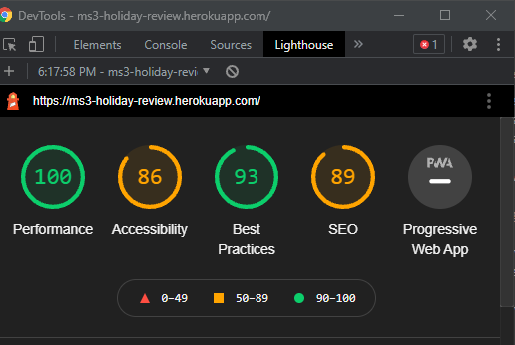 DevTools - ms3-holiday-review.herokuapp.com/
Elements Console Sources Lighthouse » 1
+ 6:17:58 PM - ms3-holiday-revi
https://ms3-holiday-review.herokuapp.com/
100 86 93 89 PWA
Performance Accessibility Best Practices SEO Progressive Web App
0-49 50-89 90-100